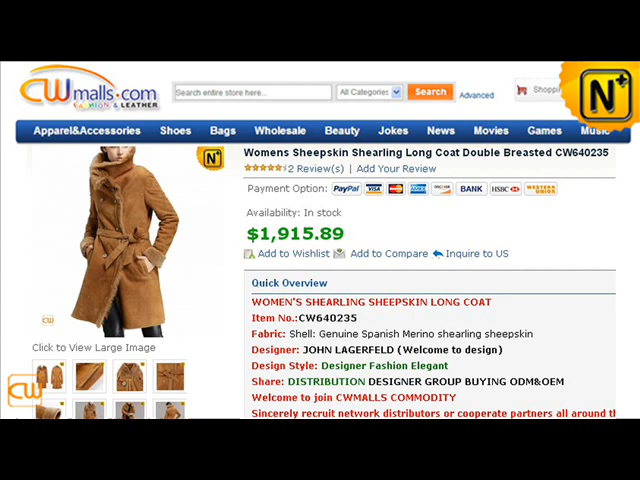 CWmalls.com
FASHION & LEATHER
Search entire store here...
All Categories
Search
Advanced
N+
Apparel&Accessories Shoes Bags Wholesale Beauty Jokes News Movies Games Music
N+
Womens Sheepskin Shearling Long Coat Double Breasted CW640235
2 Review(s) | Add Your Review
Payment Option: PayPal VISA BANK HSBC WESTERN UNION
Availability: In stock
$1,915.89
Add to Wishlist Add to Compare Inquire to US
Quick Overview
WOMEN'S SHEARLING SHEEPSKIN LONG COAT
Item No.:CW640235
Fabric: Shell: Genuine Spanish Merino shearling sheepskin
Designer: JOHN LAGERFELD (Welcome to design)
Design Style: Designer Fashion Elegant
Share: DISTRIBUTION DESIGNER GROUP BUYING ODM&OEM
Welcome to join CWMALLS COMMODITY
Sincerely recruit network distributors or cooperate partners all around
CW
Click to View Large Image
CW